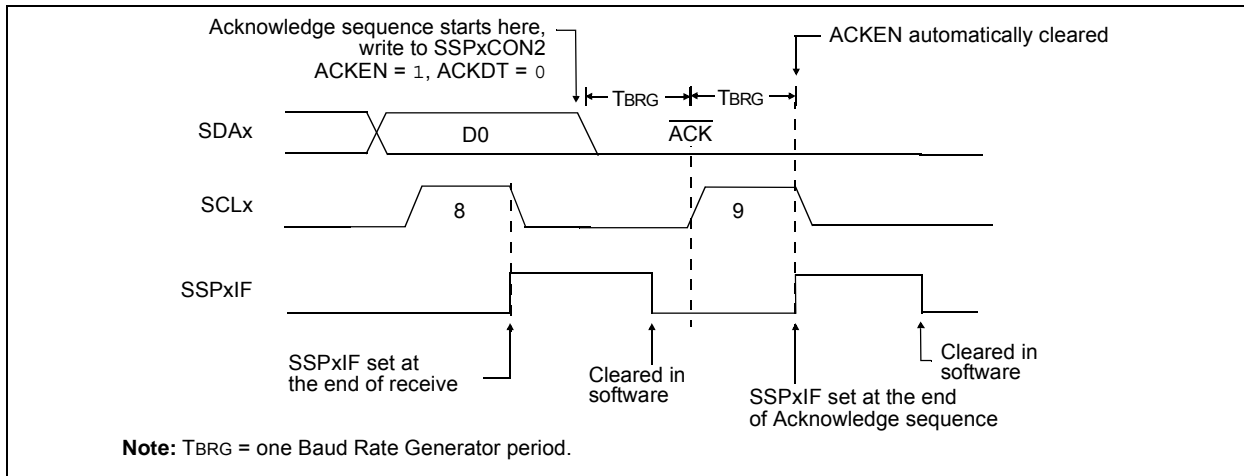 Acknowledge sequence starts here,
write to SSPxCON2
ACKEN = 1, ACKDT = 0
ACKEN automatically cleared
TBRG
TBRG
SDAx
D0
ACK
SCLx
8
9
SSPxIF
SSPxIF set at
the end of receive
Cleared in
software
SSPxIF set at the end
of Acknowledge sequence
Cleared in
software
Note: TBRG = one Baud Rate Generator period.